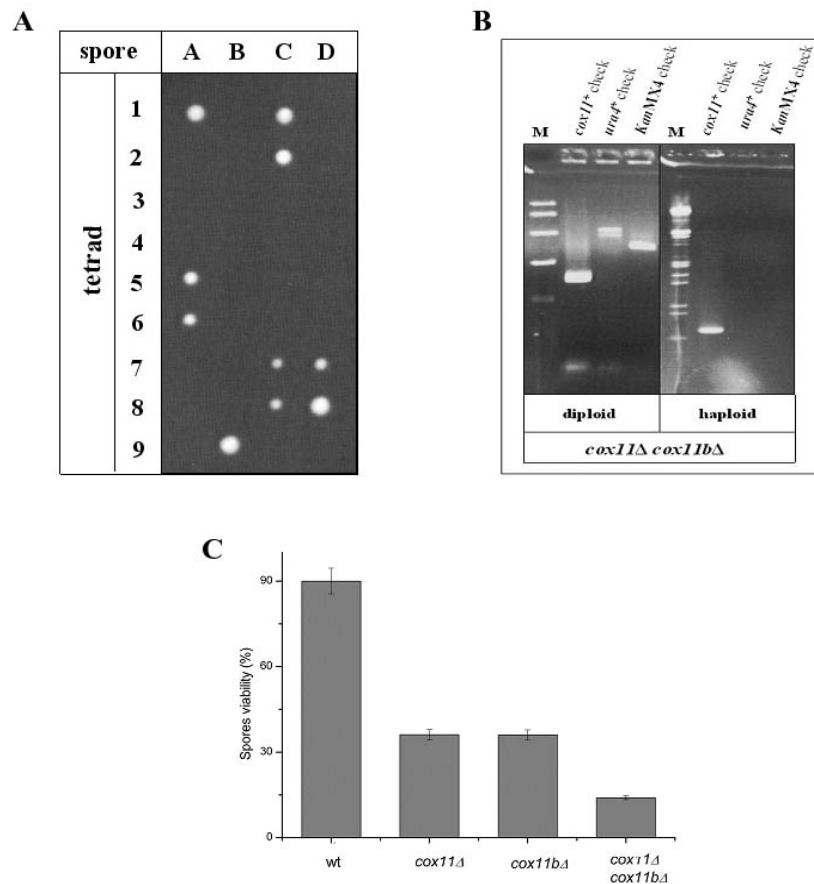 A
spore A B C D
tetrad
1
2
3
4
5
6
7
8
9
B
M cox11⁺ check ura4⁺ check KanMX4 check M cox11⁺ check ura4⁺ check KanMX4 check
diploid haploid
cox11Δ cox11bΔ
C
Spores viability (%)
90
60
30
0
wt cox11Δ cox11bΔ cox11Δ
cox11bΔ